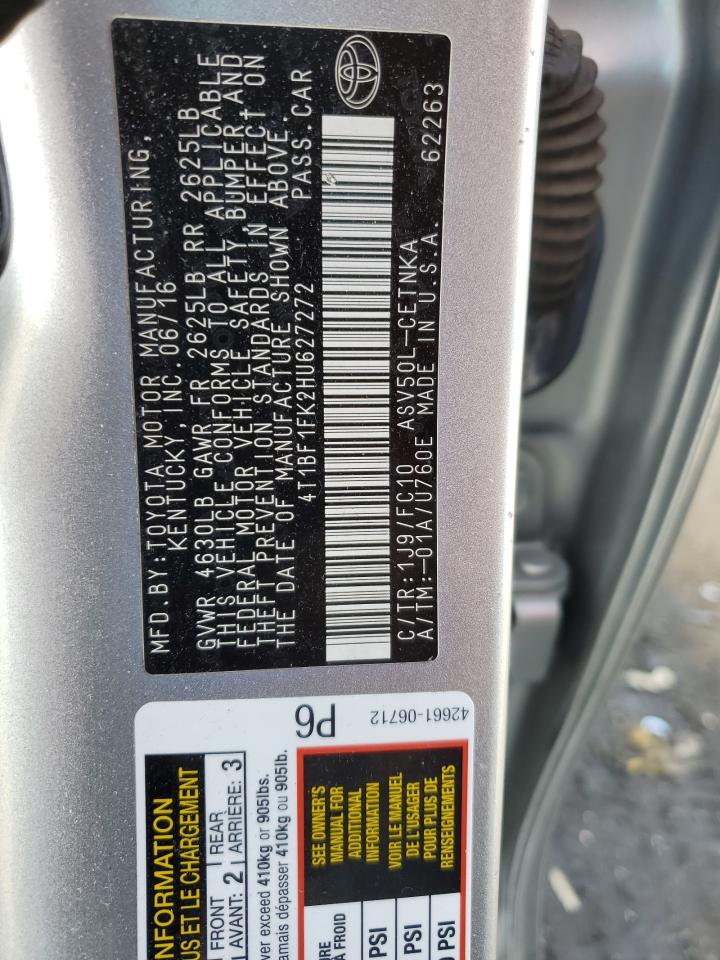 MFD.BY:TOYOTA MOTOR MANUFACTURING,
KENTUCKY, INC. 06/16
GVWR 4630LB GAWR FR 2625LB RR 2625LB
THIS VEHICLE CONFORMS TO ALL APPLICABLE
FEDERAL MOTOR VEHICLE SAFETY, BUMPER, AND
THEFT PREVENTION STANDARDS IN EFFECT ON
THE DATE OF MANUFACTURE SHOWN ABOVE.
4T1BF1FK2HU627272 PASS.CAR
C/TR:1J9/FC10 ASV50L-CETNKA
A/TM:-01A/U760E MADE IN U.S.A. 62263
P6
42661-06712
INFORMATION
US ET LE CHARGEMENT
FRONT
AVANT: 2
REAR
ARRIÈRE: 3
ver exceed 410kg or 905lbs.
amais dépasser 410kg ou 905lb.
SEE OWNER'S
MANUAL FOR
ADDITIONAL
INFORMATION
VOIR LE MANUEL
DE L'USAGER
POUR PLUS DE
RENSEIGNEMENTS
À FROID
PSI
PSI
PSI